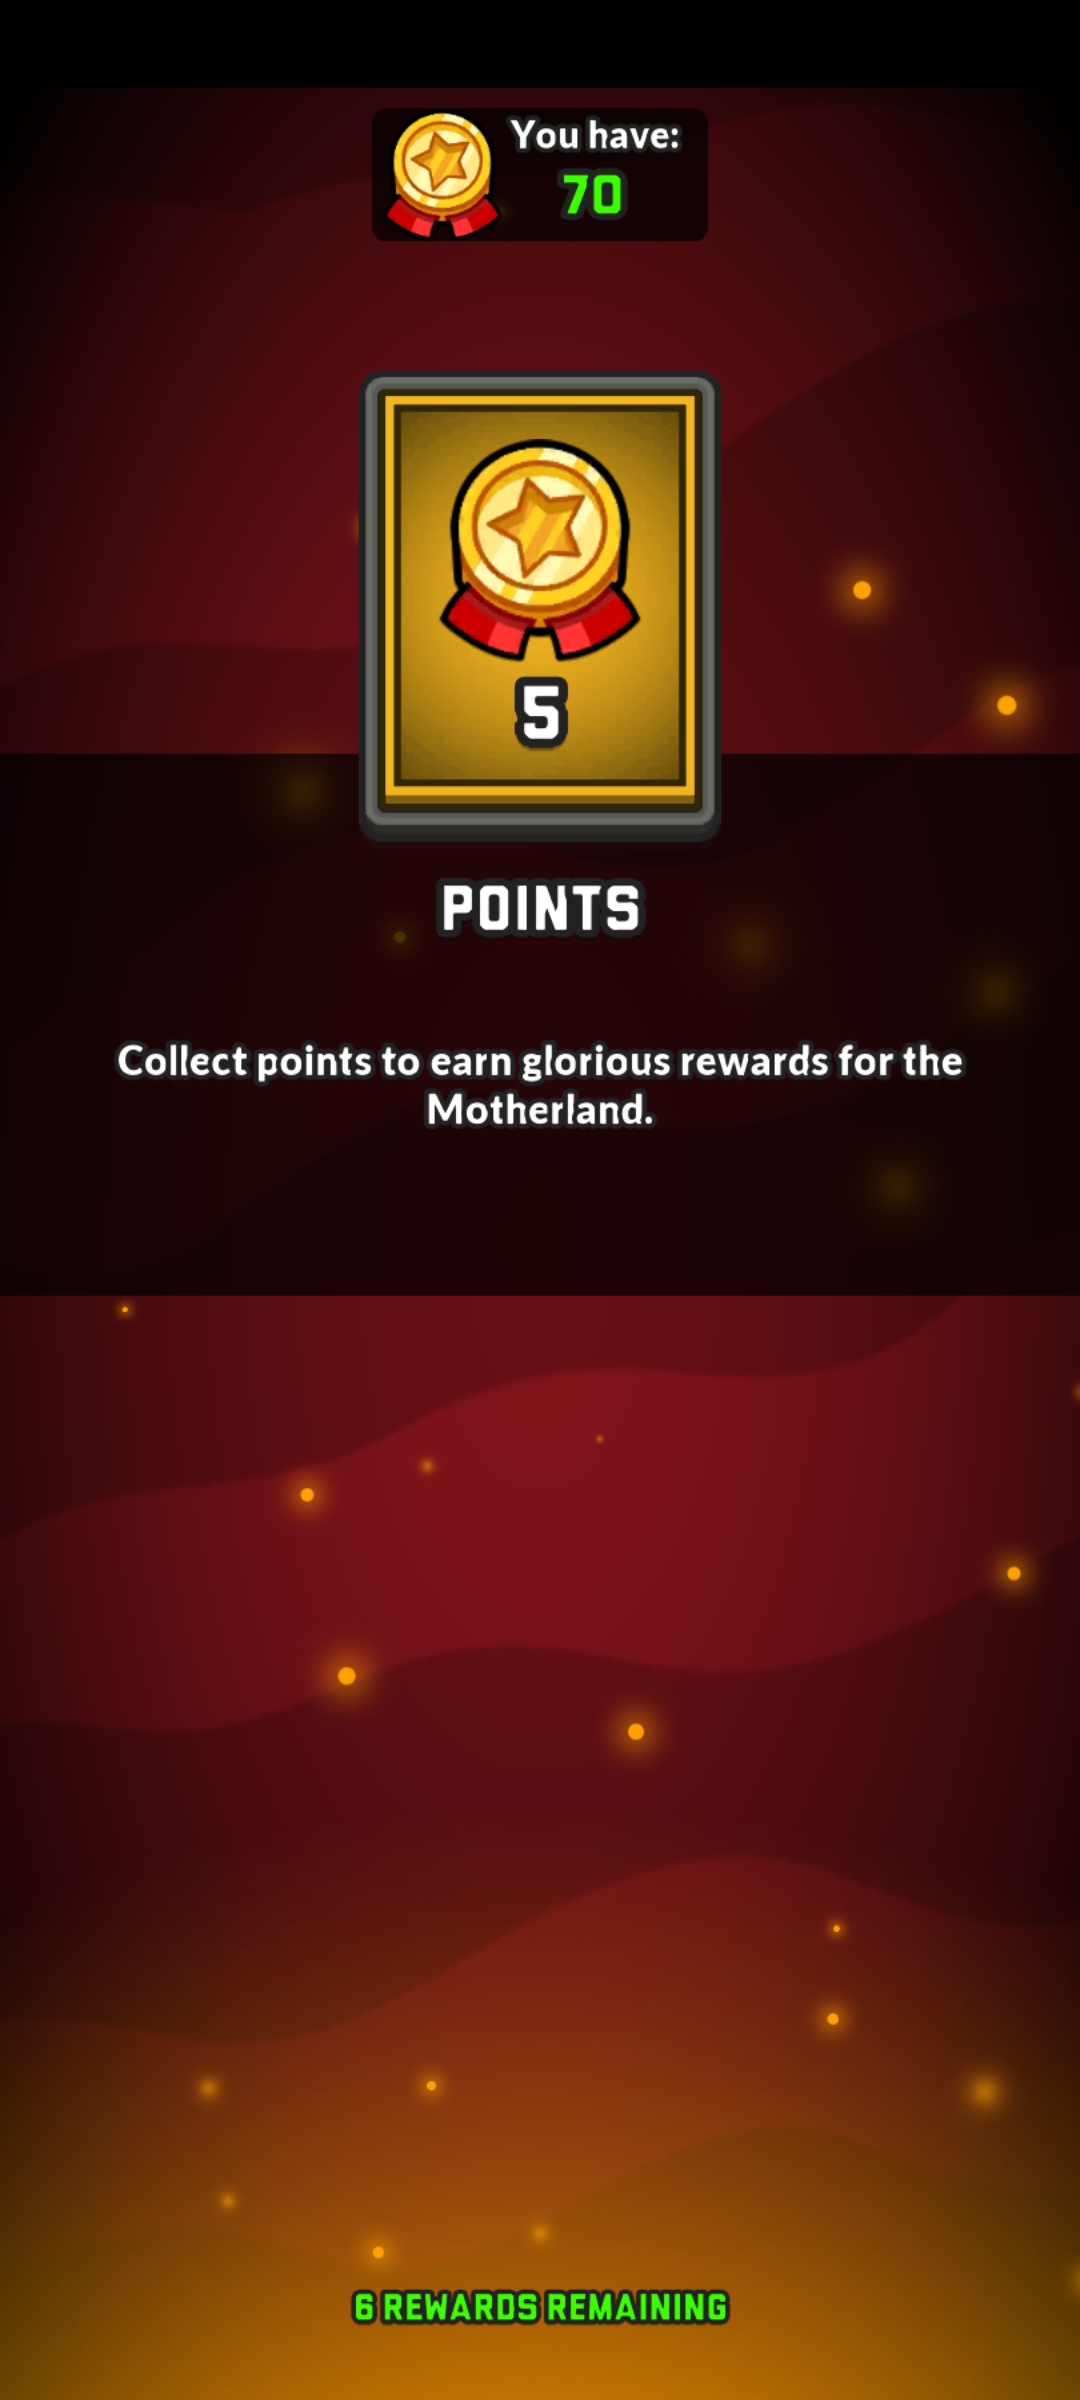 You have:
70
5
POINTS
Collect points to earn glorious rewards for the
Motherland.
6 REWARDS REMAINING